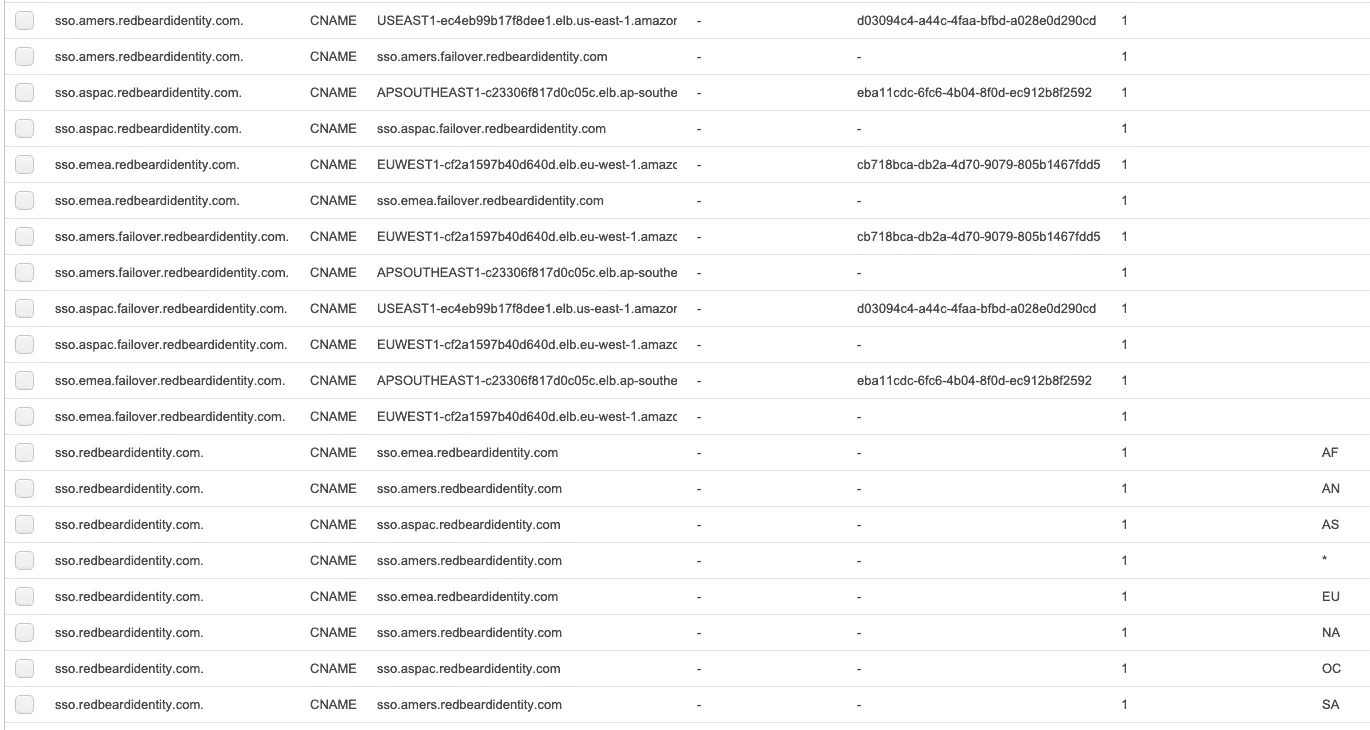 sso.amers.redbeardidentity.com. CNAME USEAST1-ec4eb99b17f8dee1.elb.us-east-1.amazor - d03094c4-a44c-4faa-bfbd-a028e0d290cd 1
sso.amers.redbeardidentity.com. CNAME sso.amers.failover.redbeardidentity.com - - 1
sso.aspac.redbeardidentity.com. CNAME APSOUTHEAST1-c23306f817d0c05c.elb.ap-southe - eba11cdc-6fc6-4b04-8f0d-ec912b8f2592 1
sso.aspac.redbeardidentity.com. CNAME sso.aspac.failover.redbeardidentity.com - - 1
sso.emea.redbeardidentity.com. CNAME EUWEST1-cf2a1597b40d640d.elb.eu-west-1.amazc - cb718bca-db2a-4d70-9079-805b1467fdd5 1
sso.emea.redbeardidentity.com. CNAME sso.emea.failover.redbeardidentity.com - - 1
sso.amers.failover.redbeardidentity.com. CNAME EUWEST1-cf2a1597b40d640d.elb.eu-west-1.amazc - cb718bca-db2a-4d70-9079-805b1467fdd5 1
sso.amers.failover.redbeardidentity.com. CNAME APSOUTHEAST1-c23306f817d0c05c.elb.ap-southe - - 1
sso.aspac.failover.redbeardidentity.com. CNAME USEAST1-ec4eb99b17f8dee1.elb.us-east-1.amazor - d03094c4-a44c-4faa-bfbd-a028e0d290cd 1
sso.aspac.failover.redbeardidentity.com. CNAME EUWEST1-cf2a1597b40d640d.elb.eu-west-1.amazc - - 1
sso.emea.failover.redbeardidentity.com. CNAME APSOUTHEAST1-c23306f817d0c05c.elb.ap-southe - eba11cdc-6fc6-4b04-8f0d-ec912b8f2592 1
sso.emea.failover.redbeardidentity.com. CNAME EUWEST1-cf2a1597b40d640d.elb.eu-west-1.amazc - - 1
sso.redbeardidentity.com. CNAME sso.emea.redbeardidentity.com - - 1 AF
sso.redbeardidentity.com. CNAME sso.amers.redbeardidentity.com - - 1 AN
sso.redbeardidentity.com. CNAME sso.aspac.redbeardidentity.com - - 1 AS
sso.redbeardidentity.com. CNAME sso.amers.redbeardidentity.com - - 1 *
sso.redbeardidentity.com. CNAME sso.emea.redbeardidentity.com - - 1 EU
sso.redbeardidentity.com. CNAME sso.amers.redbeardidentity.com - - 1 NA
sso.redbeardidentity.com. CNAME sso.aspac.redbeardidentity.com - - 1 OC
sso.redbeardidentity.com. CNAME sso.amers.redbeardidentity.com - - 1 SA